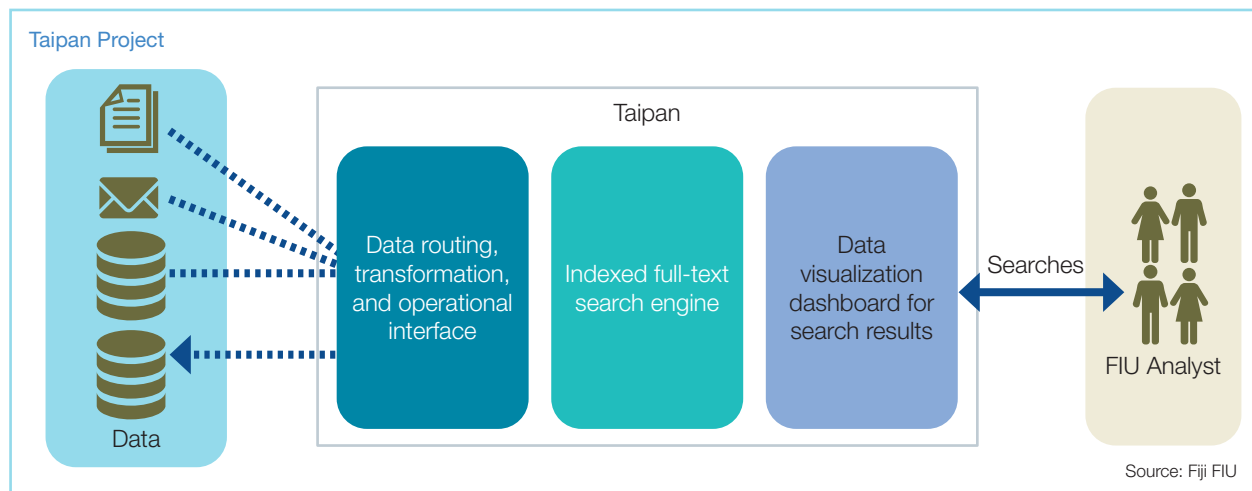 Taipan Project
Taipan
Data routing,
transformation,
and operational
interface
Indexed full-text
search engine
Data
visualization
dashboard for
search results
Searches
FIU Analyst
Data
Source: Fiji FIU